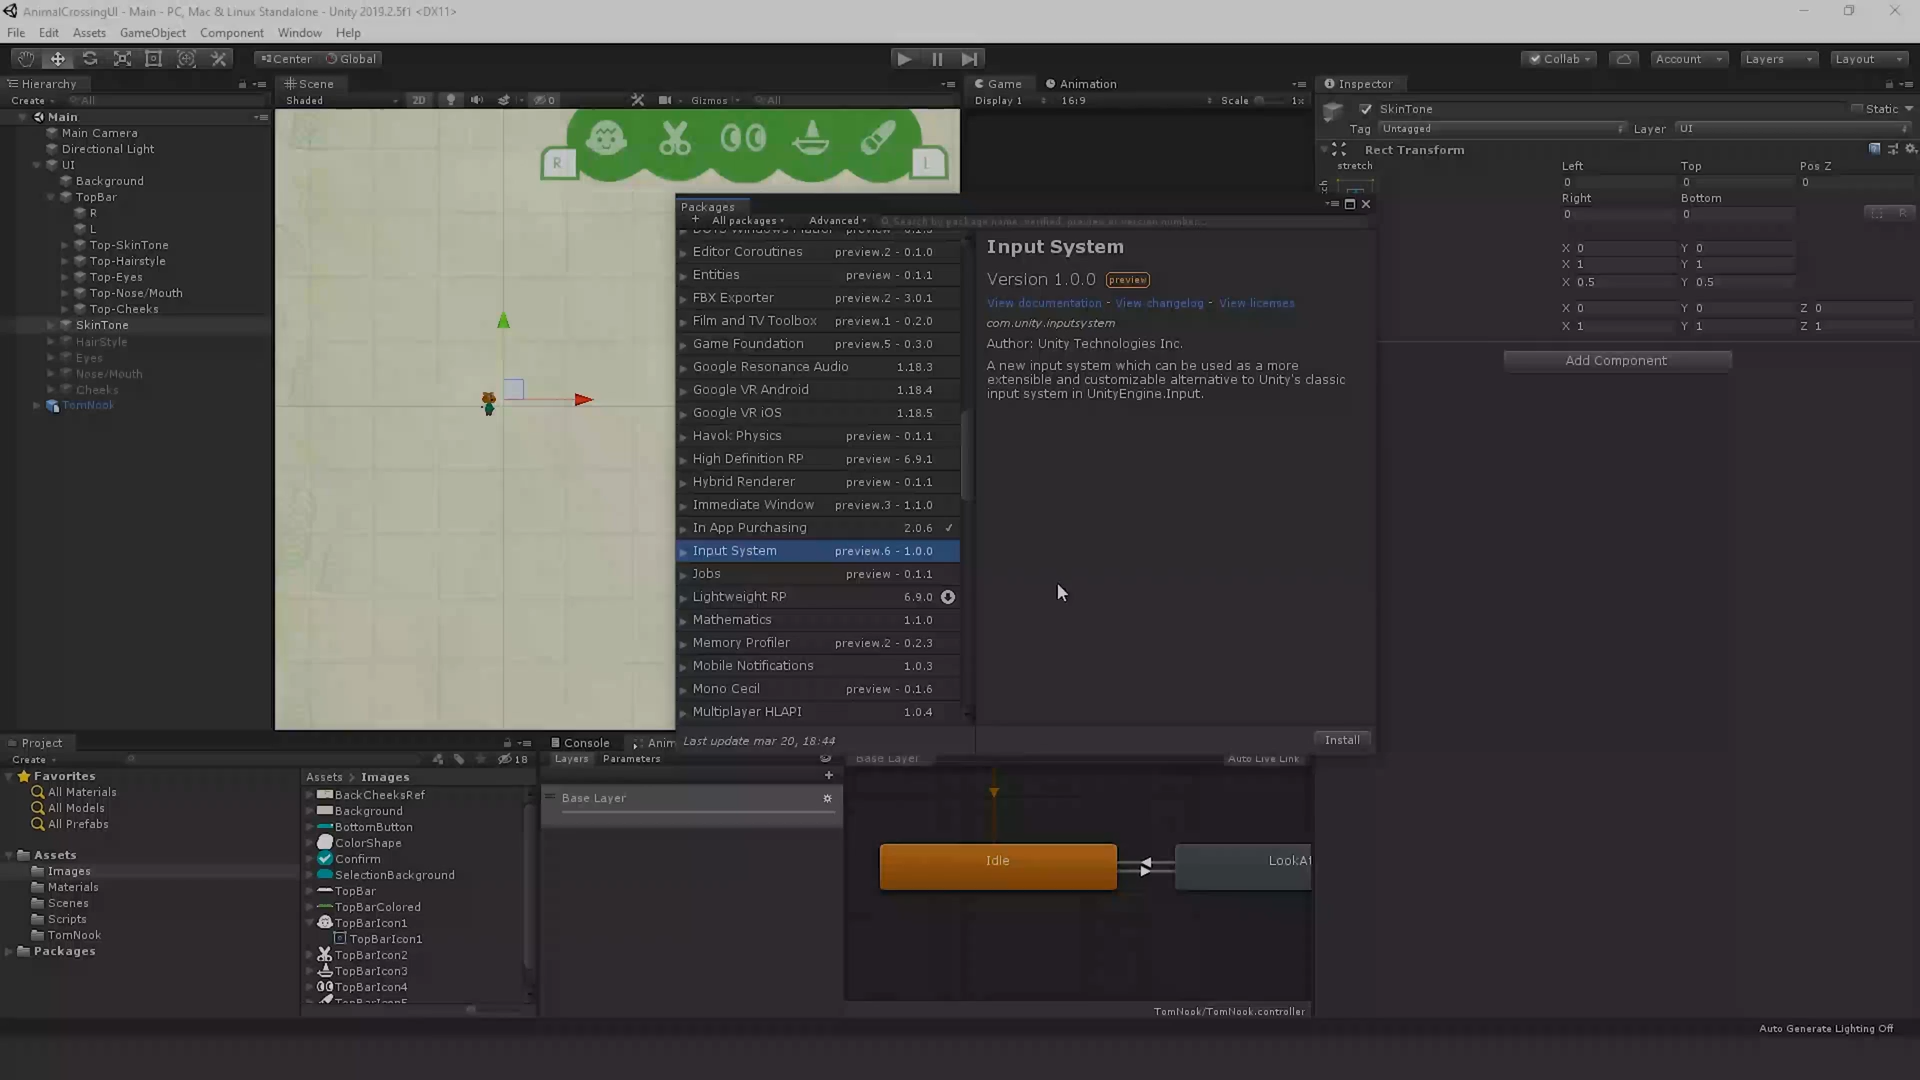 AnimalCrossingUI - Main - PC, Mac & Linux Standalone - Unity 2019.2.5f1 <DX11>
File Edit Assets GameObject Component Window Help
Center Global
Collab Account Layers Layout
Hierarchy
Create All
Main
Main Camera
Directional Light
UI
Background
TopBar
R
L
Top-SkinTone
Top-Hairstyle
Top-Eyes
Top-Nose/Mouth
Top-Cheeks
SkinTone
HairStyle
Eyes
Nose/Mouth
Cheeks
TomNook
Scene
Shaded 2D 0 Gizmos All
R L
Game Animation
Display 1 16:9 Scale 1x
Packages
All packages Advanced Search by package name, verified, preview or version number...
Editor Coroutines preview.2 - 0.1.0
Entities preview - 0.1.1
FBX Exporter preview.2 - 3.0.1
Film and TV Toolbox preview.1 - 0.2.0
Game Foundation preview.5 - 0.3.0
Google Resonance Audio 1.18.3
Google VR Android 1.18.4
Google VR iOS 1.18.5
Havok Physics preview - 0.1.1
High Definition RP preview - 6.9.1
Hybrid Renderer preview - 0.1.1
Immediate Window preview.3 - 1.1.0
In App Purchasing 2.0.6 ✓
Input System preview.6 - 1.0.0
Jobs preview - 0.1.1
Lightweight RP 6.9.0
Mathematics 1.1.0
Memory Profiler preview.2 - 0.2.3
Mobile Notifications 1.0.3
Mono Cecil preview - 0.1.6
Multiplayer HLAPI 1.0.4
Last update mar 20, 18:44
Input System
Version 1.0.0 preview
View documentation - View changelog - View licenses
com.unity.inputsystem
Author: Unity Technologies Inc.
A new input system which can be used as a more
extensible and customizable alternative to Unity's classic
input system in UnityEngine.Input.
Install
Inspector
SkinTone Static
Tag Untagged Layer UI
Rect Transform
stretch Left Top Pos Z
0 0 0
Right Bottom
0 0 R
X 0 Y 0
X 1 Y 1
X 0.5 Y 0.5
X 0 Y 0 Z 0
X 1 Y 1 Z 1
Add Component
Project
Create 18
Favorites
All Materials
All Models
All Prefabs
Assets
Images
Materials
Scenes
Scripts
TomNook
Packages
Assets > Images
BackCheeksRef
Background
BottomButton
ColorShape
Confirm
SelectionBackground
TopBar
TopBarColored
TopBarIcon1
TopBarIcon1
TopBarIcon2
TopBarIcon3
TopBarIcon4
TopBarIcon5
Console Anim
Layers Parameters
Base Layer
Base Layer Auto Live Link
Idle
LookAt
TomNook/TomNook.controller
Auto Generate Lighting Off